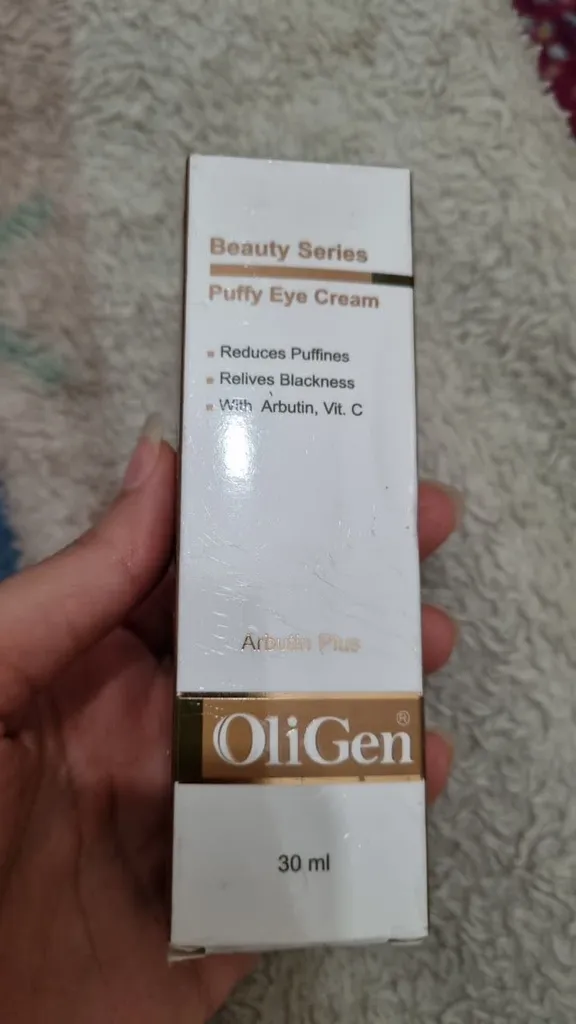 Beauty Series
Puffy Eye Cream
Reduces Puffines
Relives Blackness
With Arbutin, Vit. C
Arbutin Plus
OliGen®
30 ml